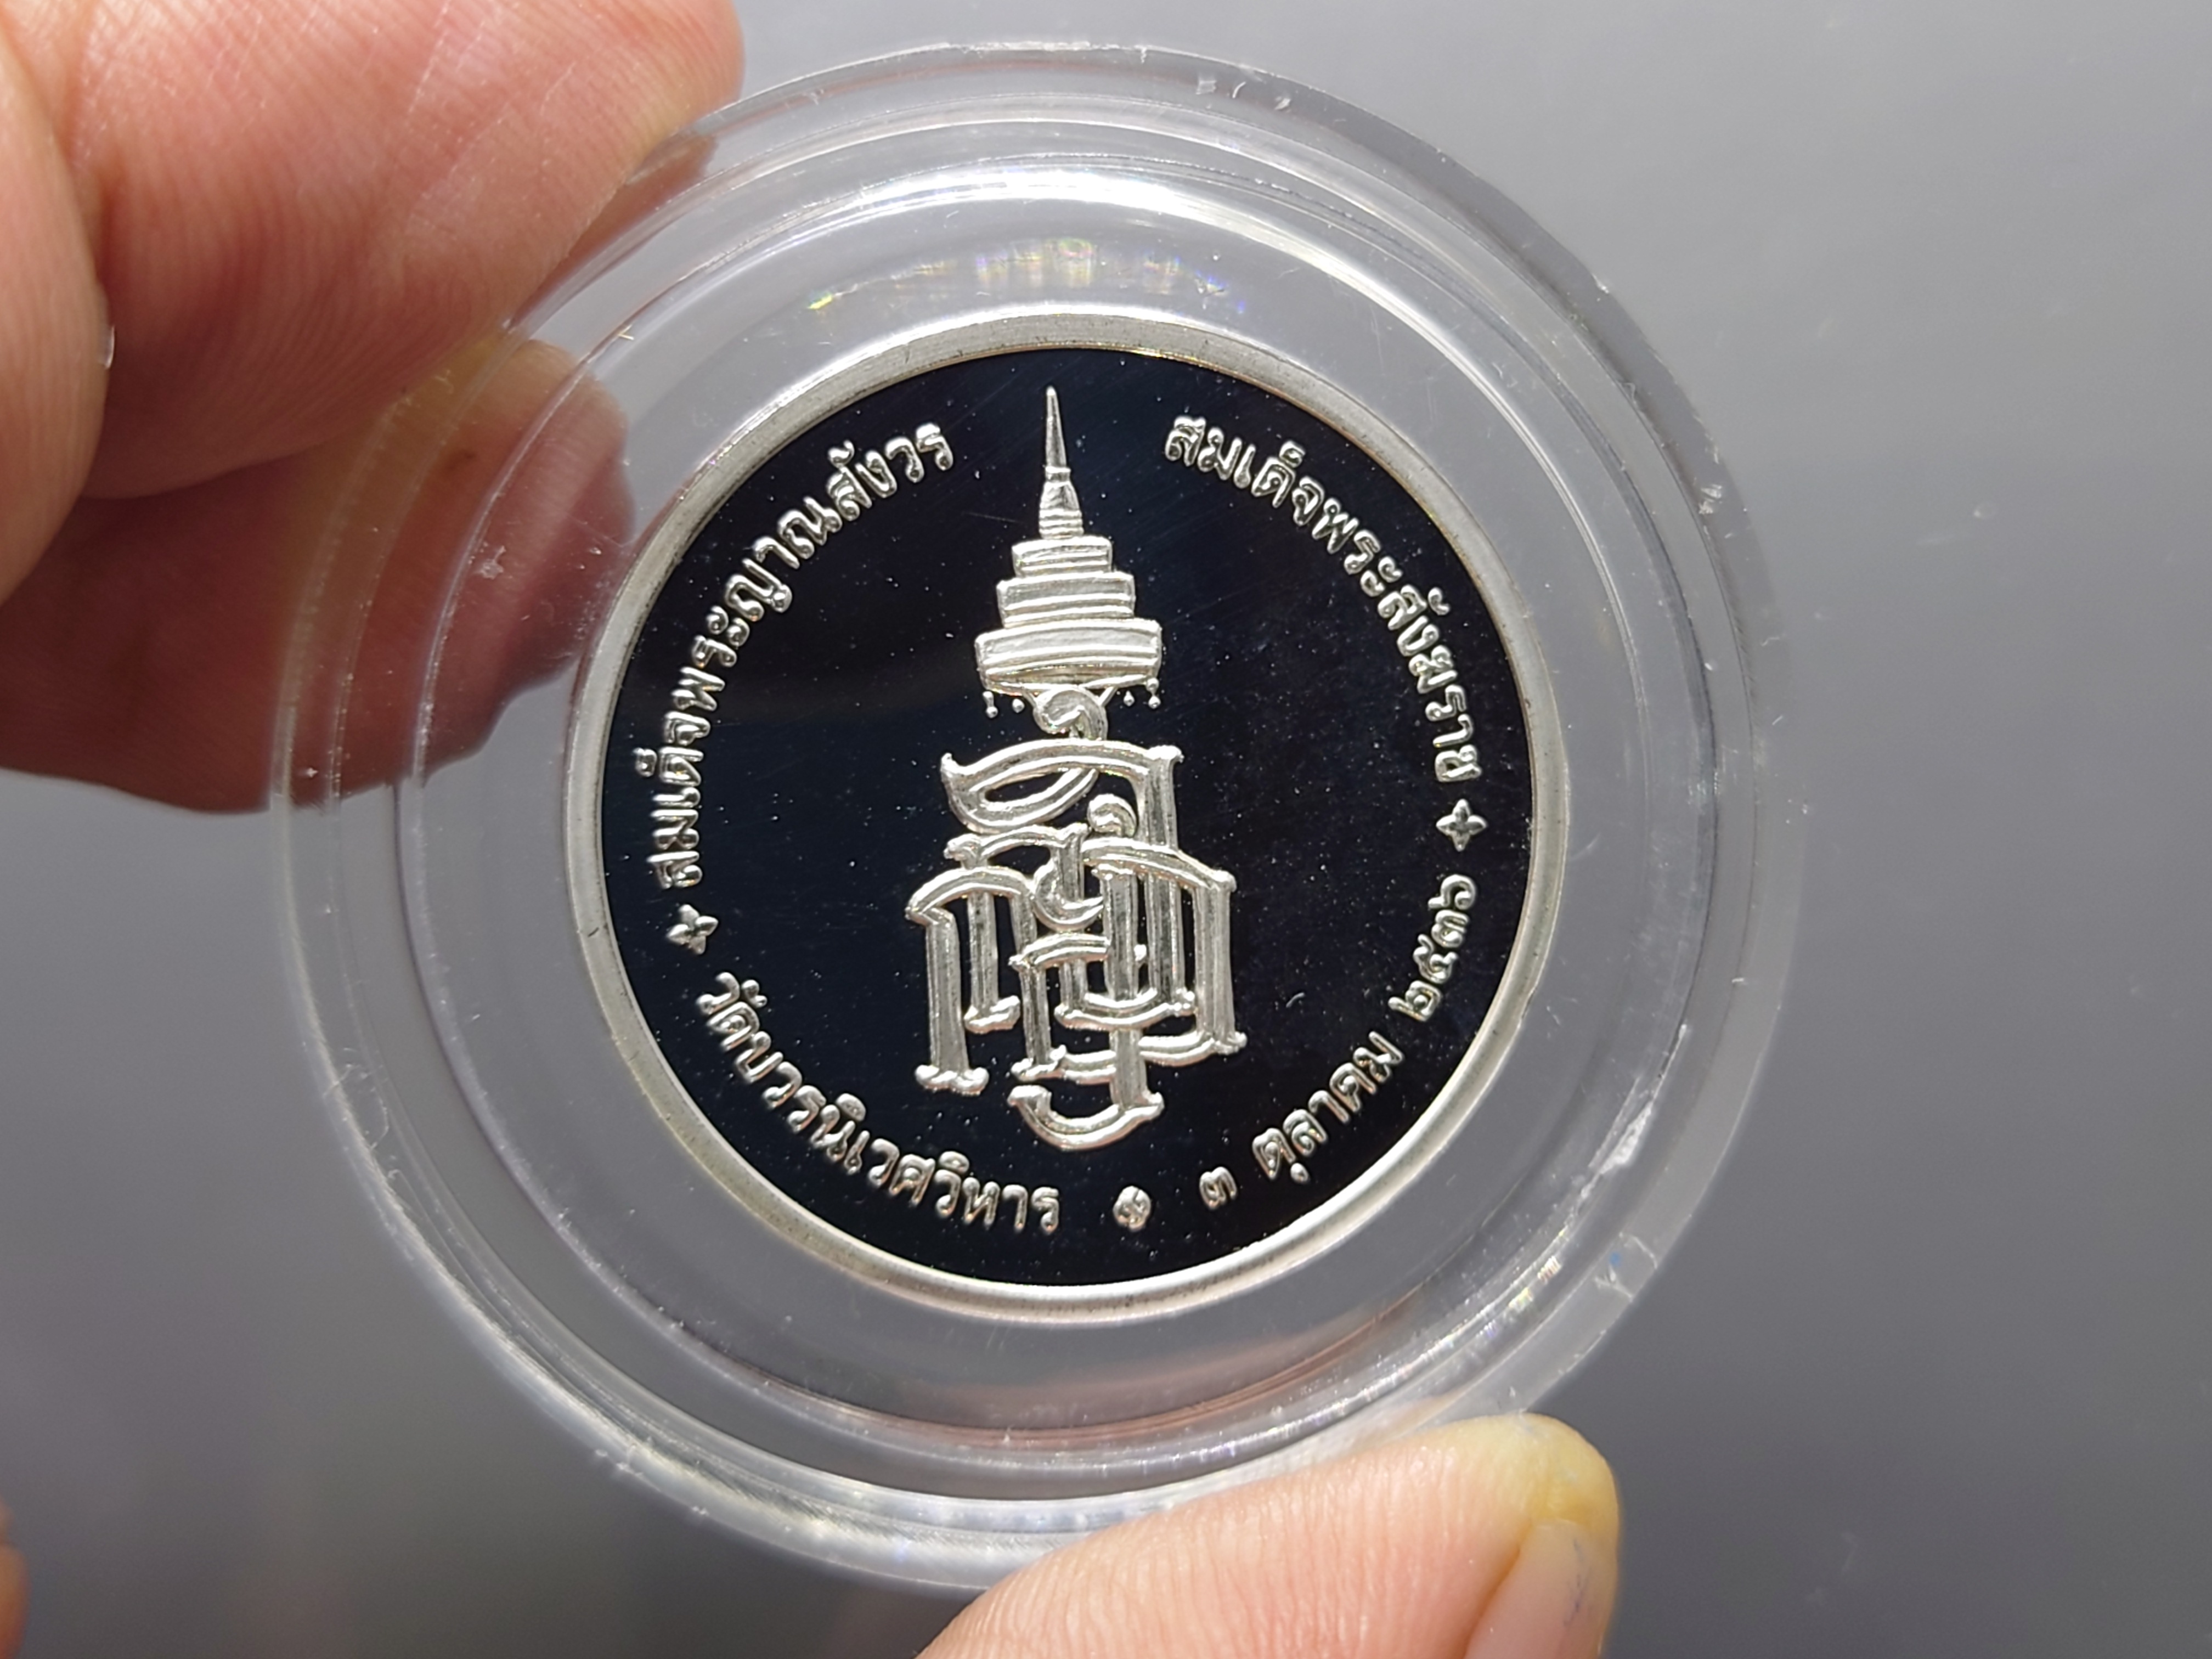 สมเด็จพระญาณสังวร
สมเด็จพระสังฆราช
วัดบวรนิเวศวิหาร
๓ ตุลาคม ๒๕๓๖